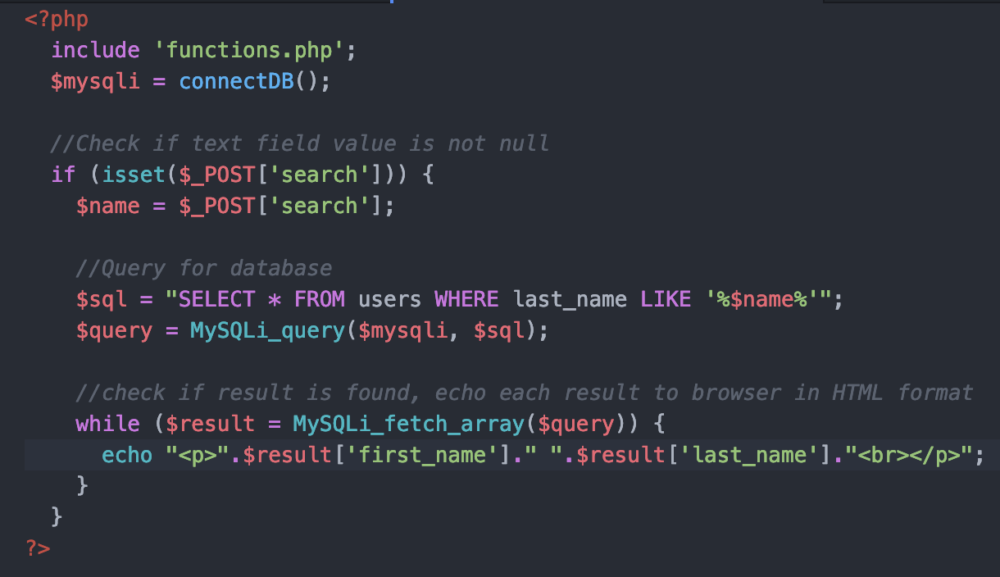 <?php
  include 'functions.php';
  $mysqli = connectDB();

  //Check if text field value is not null
  if (isset($_POST['search'])) {
    $name = $_POST['search'];

    //Query for database
    $sql = "SELECT * FROM users WHERE last_name LIKE '%$name%'";
    $query = MySQLi_query($mysqli, $sql);

    //check if result is found, echo each result to browser in HTML format
    while ($result = MySQLi_fetch_array($query)) {
      echo "<p>".$result['first_name']." ".$result['last_name']."<br></p>";
    }
  }
?>